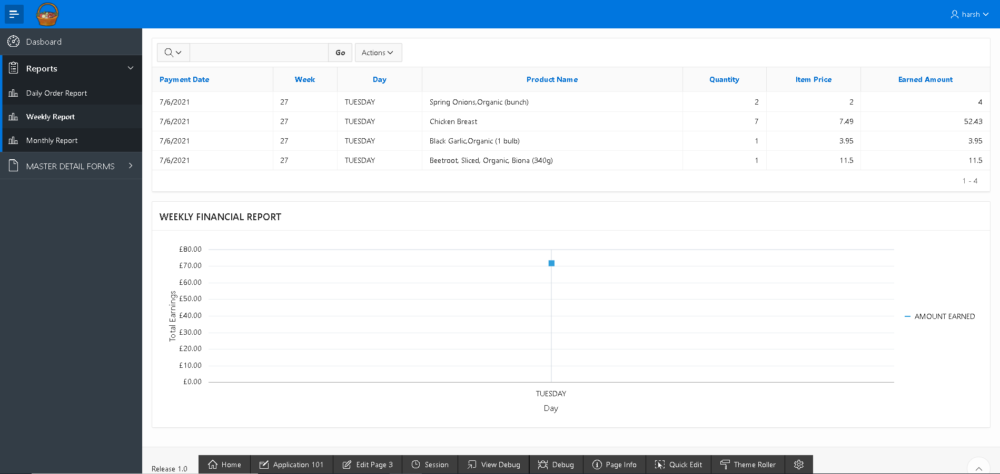 harsh
Dasboard
Reports
Daily Order Report
Weekly Report
Monthly Report
MASTER DETAIL FORMS
Go Actions
Payment Date Week Day Product Name Quantity Item Price Earned Amount
7/6/2021 27 TUESDAY Spring Onions,Organic (bunch) 2 2 4
7/6/2021 27 TUESDAY Chicken Breast 7 7.49 52.43
7/6/2021 27 TUESDAY Black Garlic,Organic (1 bulb) 1 3.95 3.95
7/6/2021 27 TUESDAY Beetroot, Sliced, Organic, Biona (340g) 1 11.5 11.5
1 - 4
WEEKLY FINANCIAL REPORT
Total Earnings
£80.00
£70.00
£60.00
£50.00
£40.00
£30.00
£20.00
£10.00
£0.00
TUESDAY
Day
AMOUNT EARNED
Release 1.0
Home Application 101 Edit Page 3 Session View Debug Debug Page Info Quick Edit Theme Roller